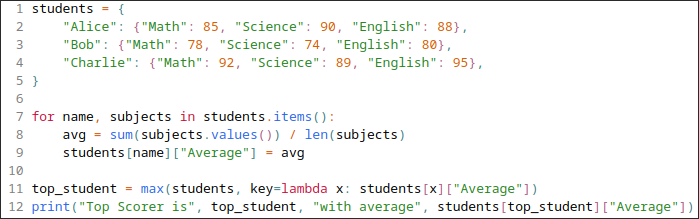 1 students = {
2     "Alice": {"Math": 85, "Science": 90, "English": 88},
3     "Bob": {"Math": 78, "Science": 74, "English": 80},
4     "Charlie": {"Math": 92, "Science": 89, "English": 95},
5 }
6
7 for name, subjects in students.items():
8     avg = sum(subjects.values()) / len(subjects)
9     students[name]["Average"] = avg
10
11 top_student = max(students, key=lambda x: students[x]["Average"])
12 print("Top Scorer is", top_student, "with average", students[top_student]["Average"])